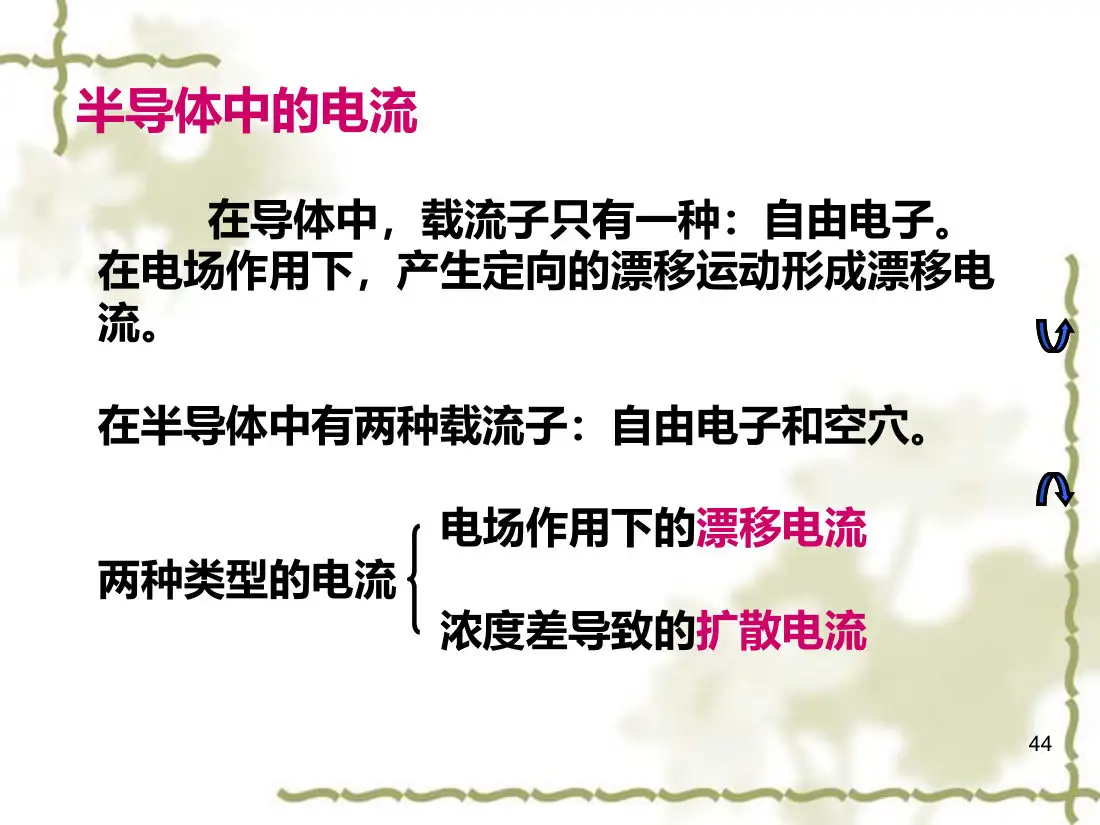 半导体中的电流
在导体中，载流子只有一种：自由电子。
在电场作用下，产生定向的漂移运动形成漂移电
流。
在半导体中有两种载流子：自由电子和空穴。
电场作用下的漂移电流
两种类型的电流
浓度差导致的扩散电流
44